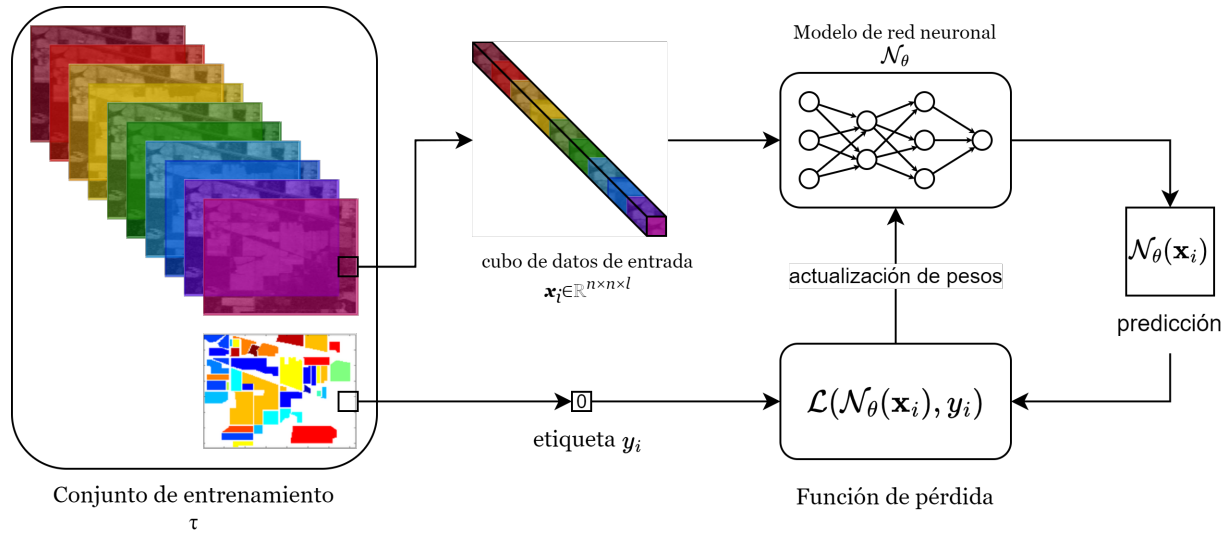 Modelo de red neuronal
𝒩θ
cubo de datos de entrada
𝒙i∈ℝⁿˣⁿˣˡ
𝒩θ(𝐱i)
predicción
actualización de pesos
ℒ(𝒩θ(𝐱i), yi)
Función de pérdida
0
etiqueta yi
Conjunto de entrenamiento
τ